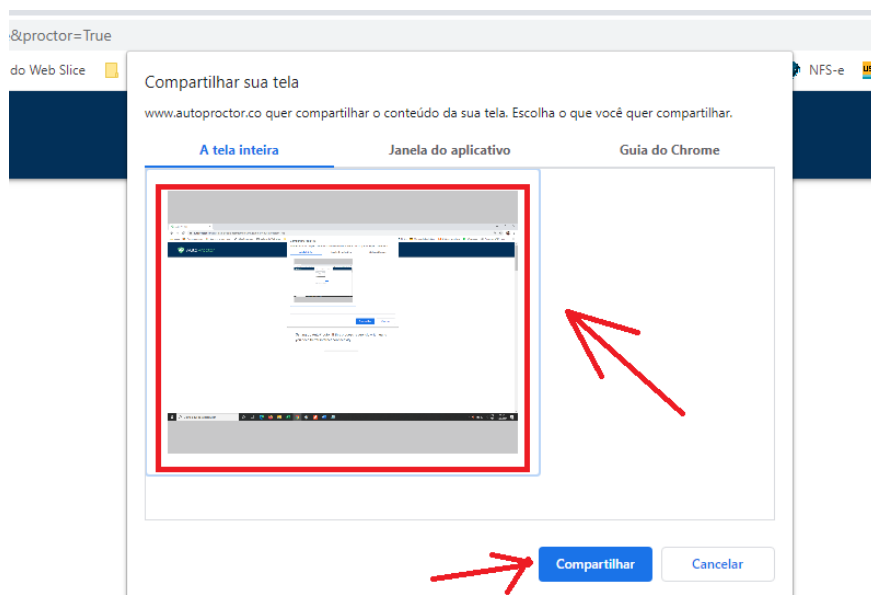 &proctor=True
do Web Slice
NFS-e
Compartilhar sua tela
www.autoproctor.co quer compartilhar o conteúdo da sua tela. Escolha o que você quer compartilhar.
A tela inteira Janela do aplicativo Guia do Chrome
AutoProctor
Compartilhar Cancelar